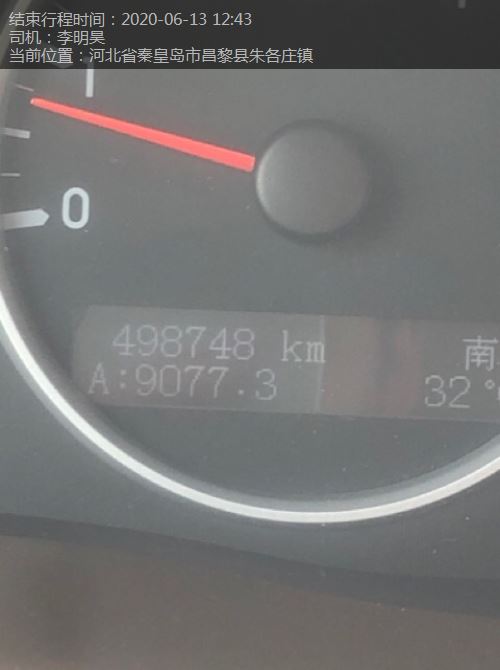 结束行程时间：2020-06-13 12:43
司机：李明昊
当前位置：河北省秦皇岛市昌黎县朱各庄镇
1
0
498748 km
南
A:9077.3
32°